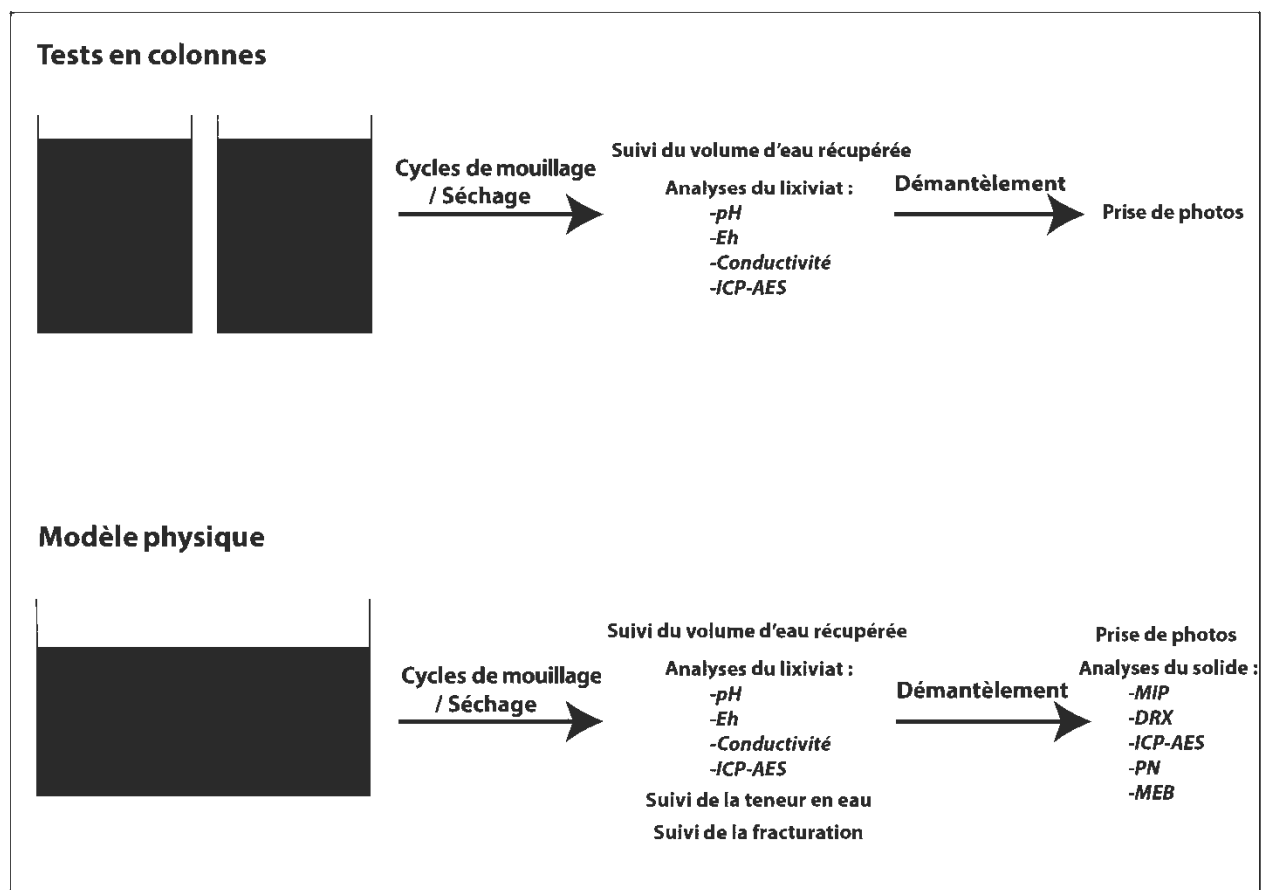 Tests en colonnes
Cycles de mouillage
/ Séchage
Suivi du volume d'eau récupérée
Analyses du lixiviat :
-pH
-Eh
-Conductivité
-ICP-AES
Démantèlement
Prise de photos
Modèle physique
Cycles de mouillage
/ Séchage
Suivi du volume d'eau récupérée
Analyses du lixiviat :
-pH
-Eh
-Conductivité
-ICP-AES
Suivi de la teneur en eau
Suivi de la fracturation
Démantèlement
Prise de photos
Analyses du solide :
-MIP
-DRX
-ICP-AES
-PN
-MEB